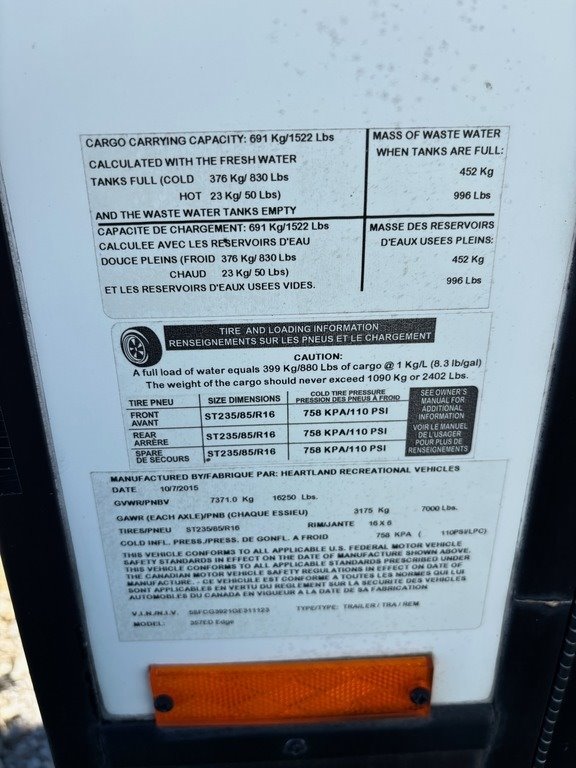 CARGO CARRYING CAPACITY: 691 Kg/1522 Lbs
CALCULATED WITH THE FRESH WATER
TANKS FULL (COLD 376 Kg/ 830 Lbs
HOT 23 Kg/ 50 Lbs)
AND THE WASTE WATER TANKS EMPTY
MASS OF WASTE WATER
WHEN TANKS ARE FULL:
452 Kg
996 Lbs
CAPACITE DE CHARGEMENT: 691 Kg/1522 Lbs
CALCULEE AVEC LES RESERVOIRS D'EAU
DOUCE PLEINS (FROID 376 Kg/ 830 Lbs
CHAUD 23 Kg/ 50 Lbs)
ET LES RESERVOIRS D'EAUX USEES VIDES.
MASSE DES RESERVOIRS
D'EAUX USEES PLEINS:
452 Kg
996 Lbs
TIRE AND LOADING INFORMATION
RENSEIGNEMENTS SUR LES PNEUS ET LE CHARGEMENT
CAUTION:
A full load of water equals 399 Kg/880 Lbs of cargo @ 1 Kg/L (8.3 lb/gal)
The weight of the cargo should never exceed 1090 Kg or 2402 Lbs.
TIRE PNEU SIZE DIMENSIONS COLD TIRE PRESSURE
PRESSION DES PNEUS À FROID
FRONT
AVANT ST235/85/R16 758 KPA/110 PSI
REAR
ARRIÈRE ST235/85/R16 758 KPA/110 PSI
SPARE
DE SECOURS ST235/85/R16 758 KPA/110 PSI
SEE OWNER'S
MANUAL FOR
ADDITIONAL
INFORMATION
VOIR LE MANUEL
DE L'USAGER
POUR PLUS DE
RENSEIGNEMENTS
MANUFACTURED BY/FABRIQUE PAR: HEARTLAND RECREATIONAL VEHICLES
DATE 10/7/2015
GVWR/PNBV 7371.0 Kg 16250 Lbs.
GAWR (EACH AXLE)/PNB (CHAQUE ESSIEU) 3175 Kg 7000 Lbs.
TIRES/PNEU ST235/85/R16 RIM/JANTE 16 X 6
COLD INFL. PRESS./PRESS. DE GONFL. A FROID 758 KPA ( 110PSI/LPC)
THIS VEHICLE CONFORMS TO ALL APPLICABLE U.S. FEDERAL MOTOR VEHICLE
SAFETY STANDARDS IN EFFECT ON THE DATE OF MANUFACTURE SHOWN ABOVE.
THIS VEHICLE CONFORMS TO ALL APPLICABLE STANDARDS PRESCRIBED UNDER
THE CANADIAN MOTOR VEHICLE SAFETY REGULATIONS IN EFFECT ON THE DATE OF
MANUFACTURE. - CE VEHICULE EST CONFORME A TOUTES LES NORMES QUI LUI
SONT APPLICABLES EN VERTU DU REGLEMENT SUR LA SECURITE DES VEHICLES
AUTOMOBILES DU CANADA EN VIGUEUR A LA DATE DE SA FABRICATION
V.I.N./N.I.V. 5SFCG3921GE311123 TYPE/TYPE: TRAILER / TRA / REM
MODEL: 357ED Edge